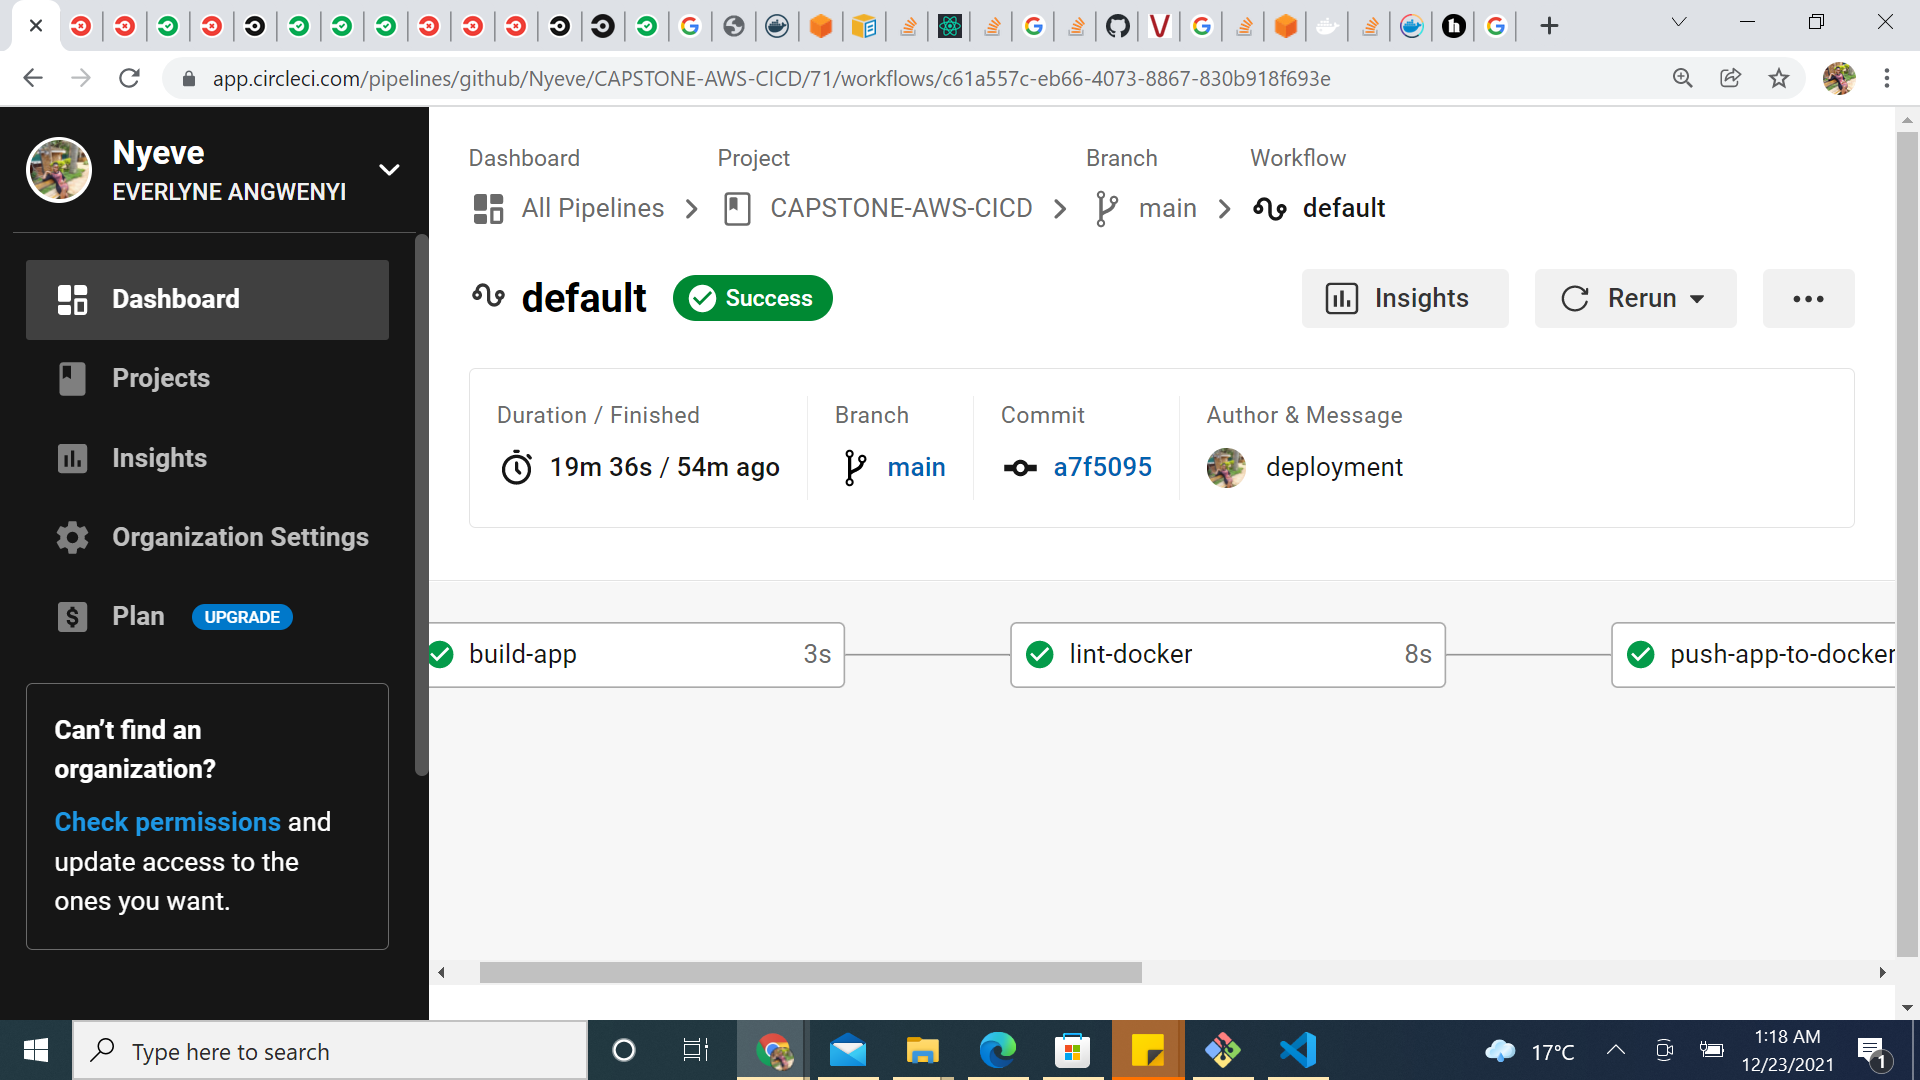 app.circleci.com/pipelines/github/Nyeve/CAPSTONE-AWS-CICD/71/workflows/c61a557c-eb66-4073-8867-830b918f693e
Nyeve
EVERLYNE ANGWENYI
Dashboard
Projects
Insights
Organization Settings
Plan UPGRADE
Can’t find an
organization?
Check permissions and
update access to the
ones you want.
Dashboard Project Branch Workflow
All Pipelines CAPSTONE-AWS-CICD main default
default Success Insights Rerun
Duration / Finished Branch Commit Author & Message
19m 36s / 54m ago main a7f5095 deployment
build-app 3s lint-docker 8s push-app-to-docker
Type here to search
17°C
1:18 AM
12/23/2021
1